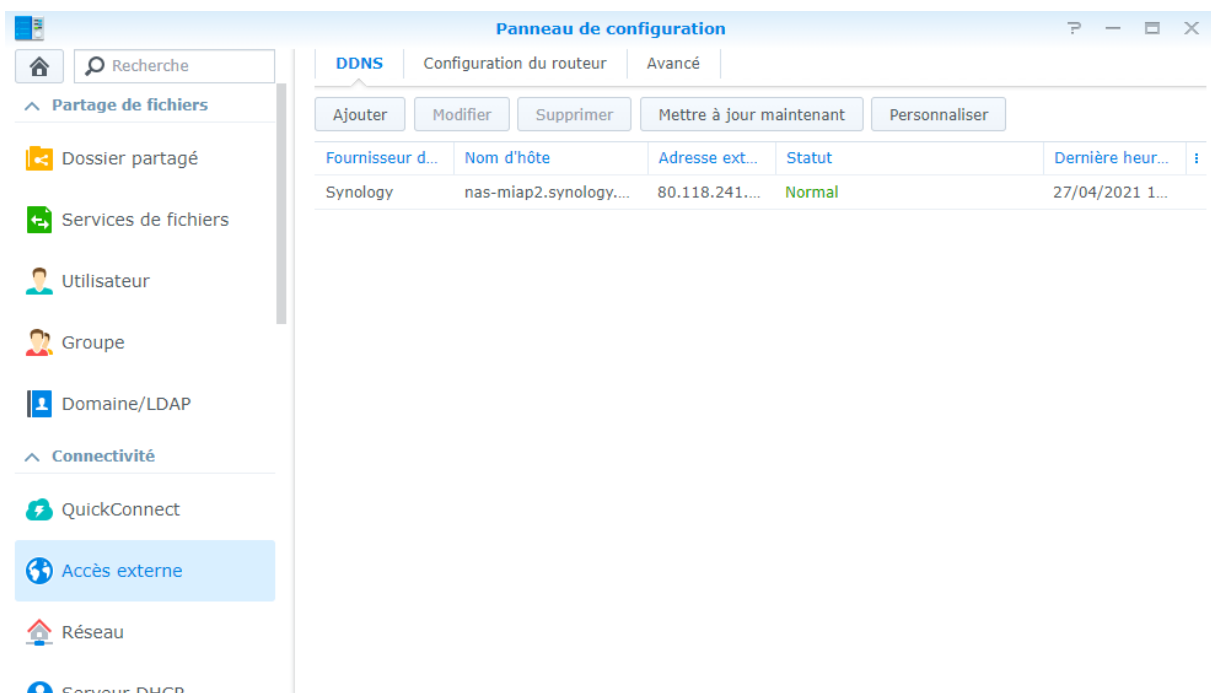 Panneau de configuration
Recherche
DDNS Configuration du routeur Avancé
Partage de fichiers
Ajouter Modifier Supprimer Mettre à jour maintenant Personnaliser
Dossier partagé
Fournisseur d... Nom d'hôte Adresse ext... Statut Dernière heur...
Synology nas-miap2.synology.... 80.118.241.... Normal 27/04/2021 1...
Services de fichiers
Utilisateur
Groupe
Domaine/LDAP
Connectivité
QuickConnect
Accès externe
Réseau
Serveur DHCP